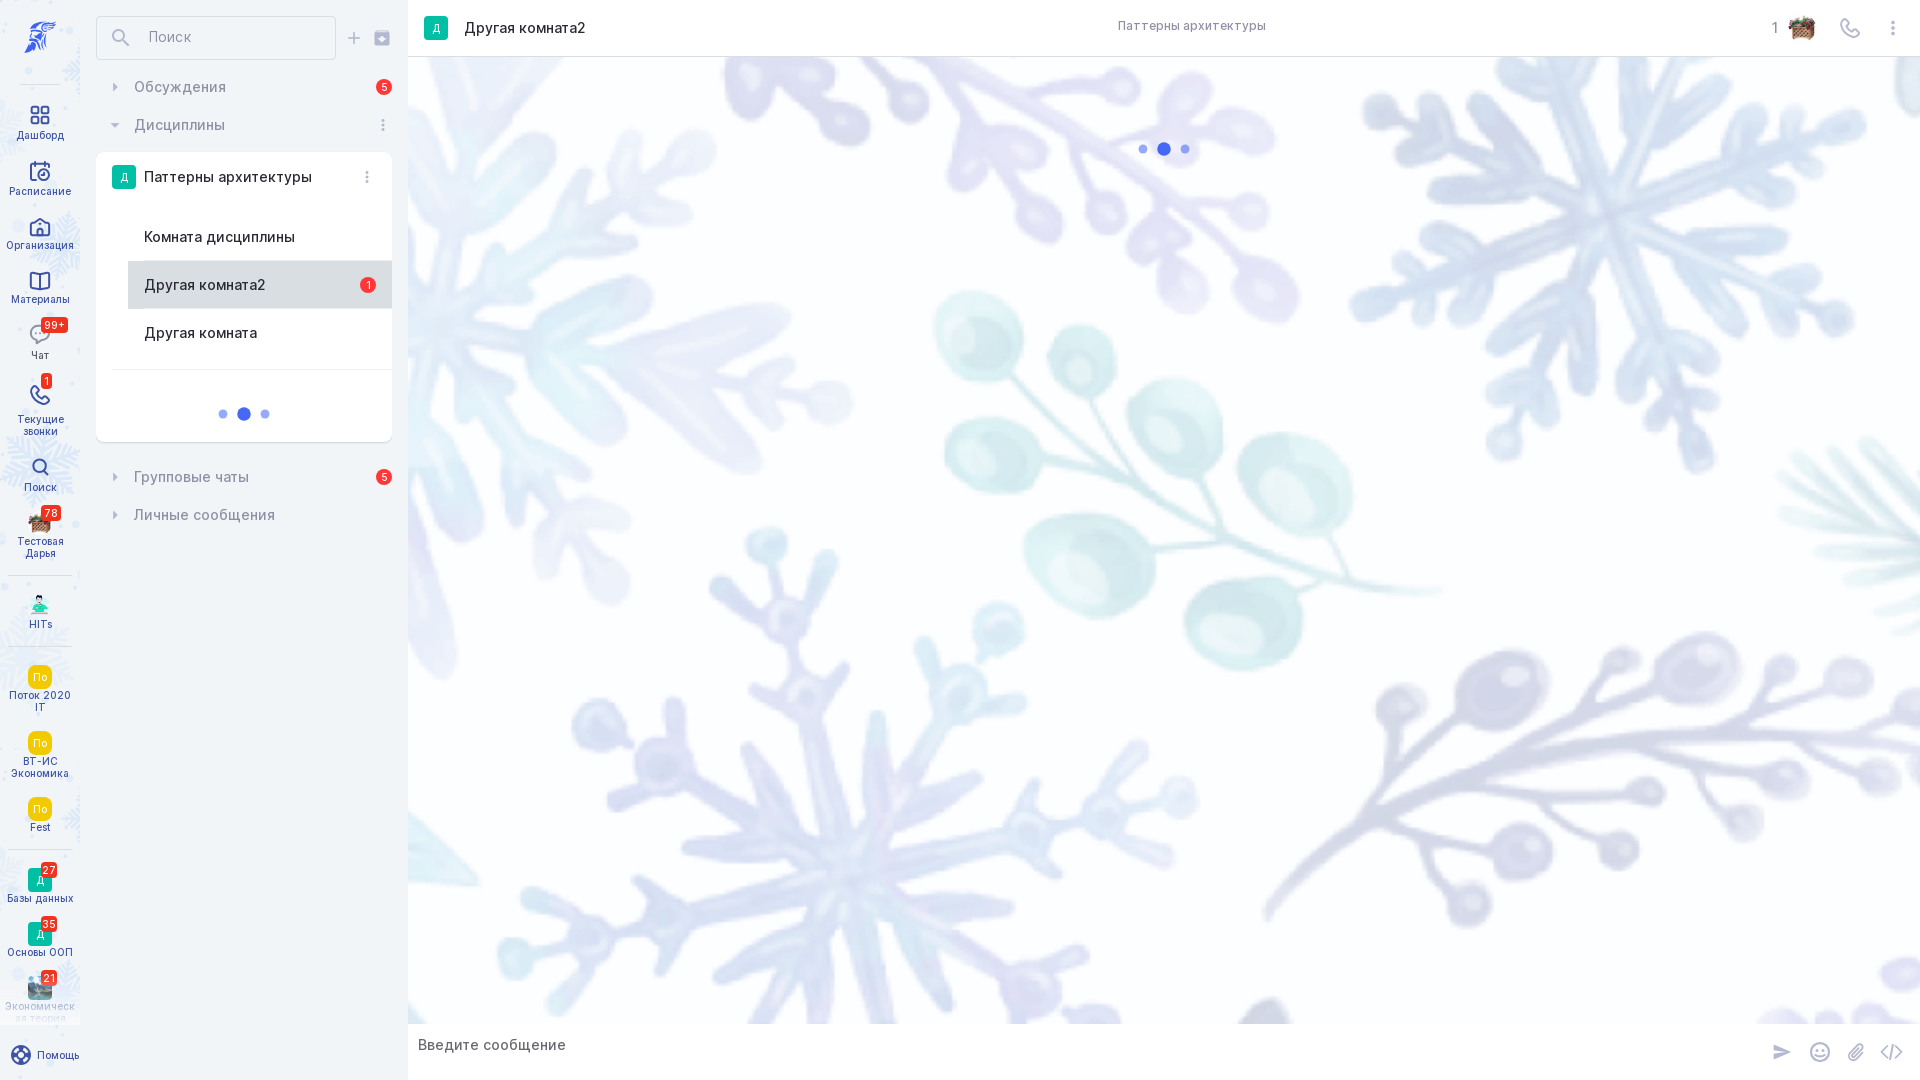 Дашборд
Расписание
Организация
Материалы
99+
Чат
1
Текущие
звонки
Поиск
78
Тестовая
Дарья
HITs
По
Поток 2020
IT
По
ВТ-ИС
Экономика
По
Fest
27
Д
Базы данных
35
Д
Основы ООП
21
Экономическ
ая теория
Помощь
Поиск
Обсуждения
5
Дисциплины
Д
Паттерны архитектуры
Комната дисциплины
Другая комната2
1
Другая комната
Групповые чаты
5
Личные сообщения
Д
Другая комната2
Паттерны архитектуры
1
Введите сообщение